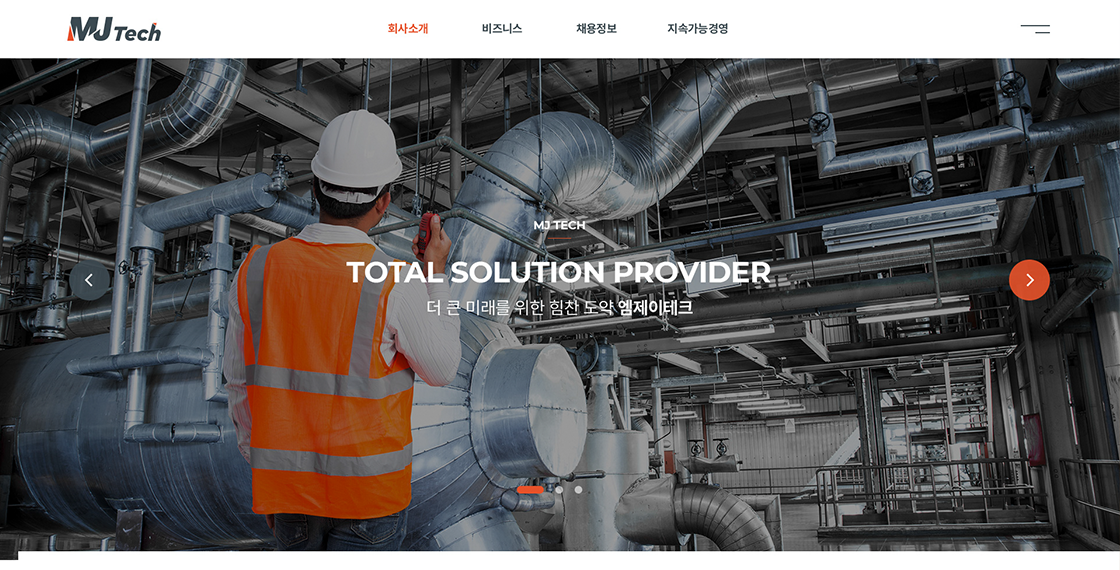 MJ Tech
회사소개
비즈니스
채용정보
지속가능경영
MJ TECH
TOTAL SOLUTION PROVIDER
더 큰 미래를 위한 힘찬 도약 엠제이테크